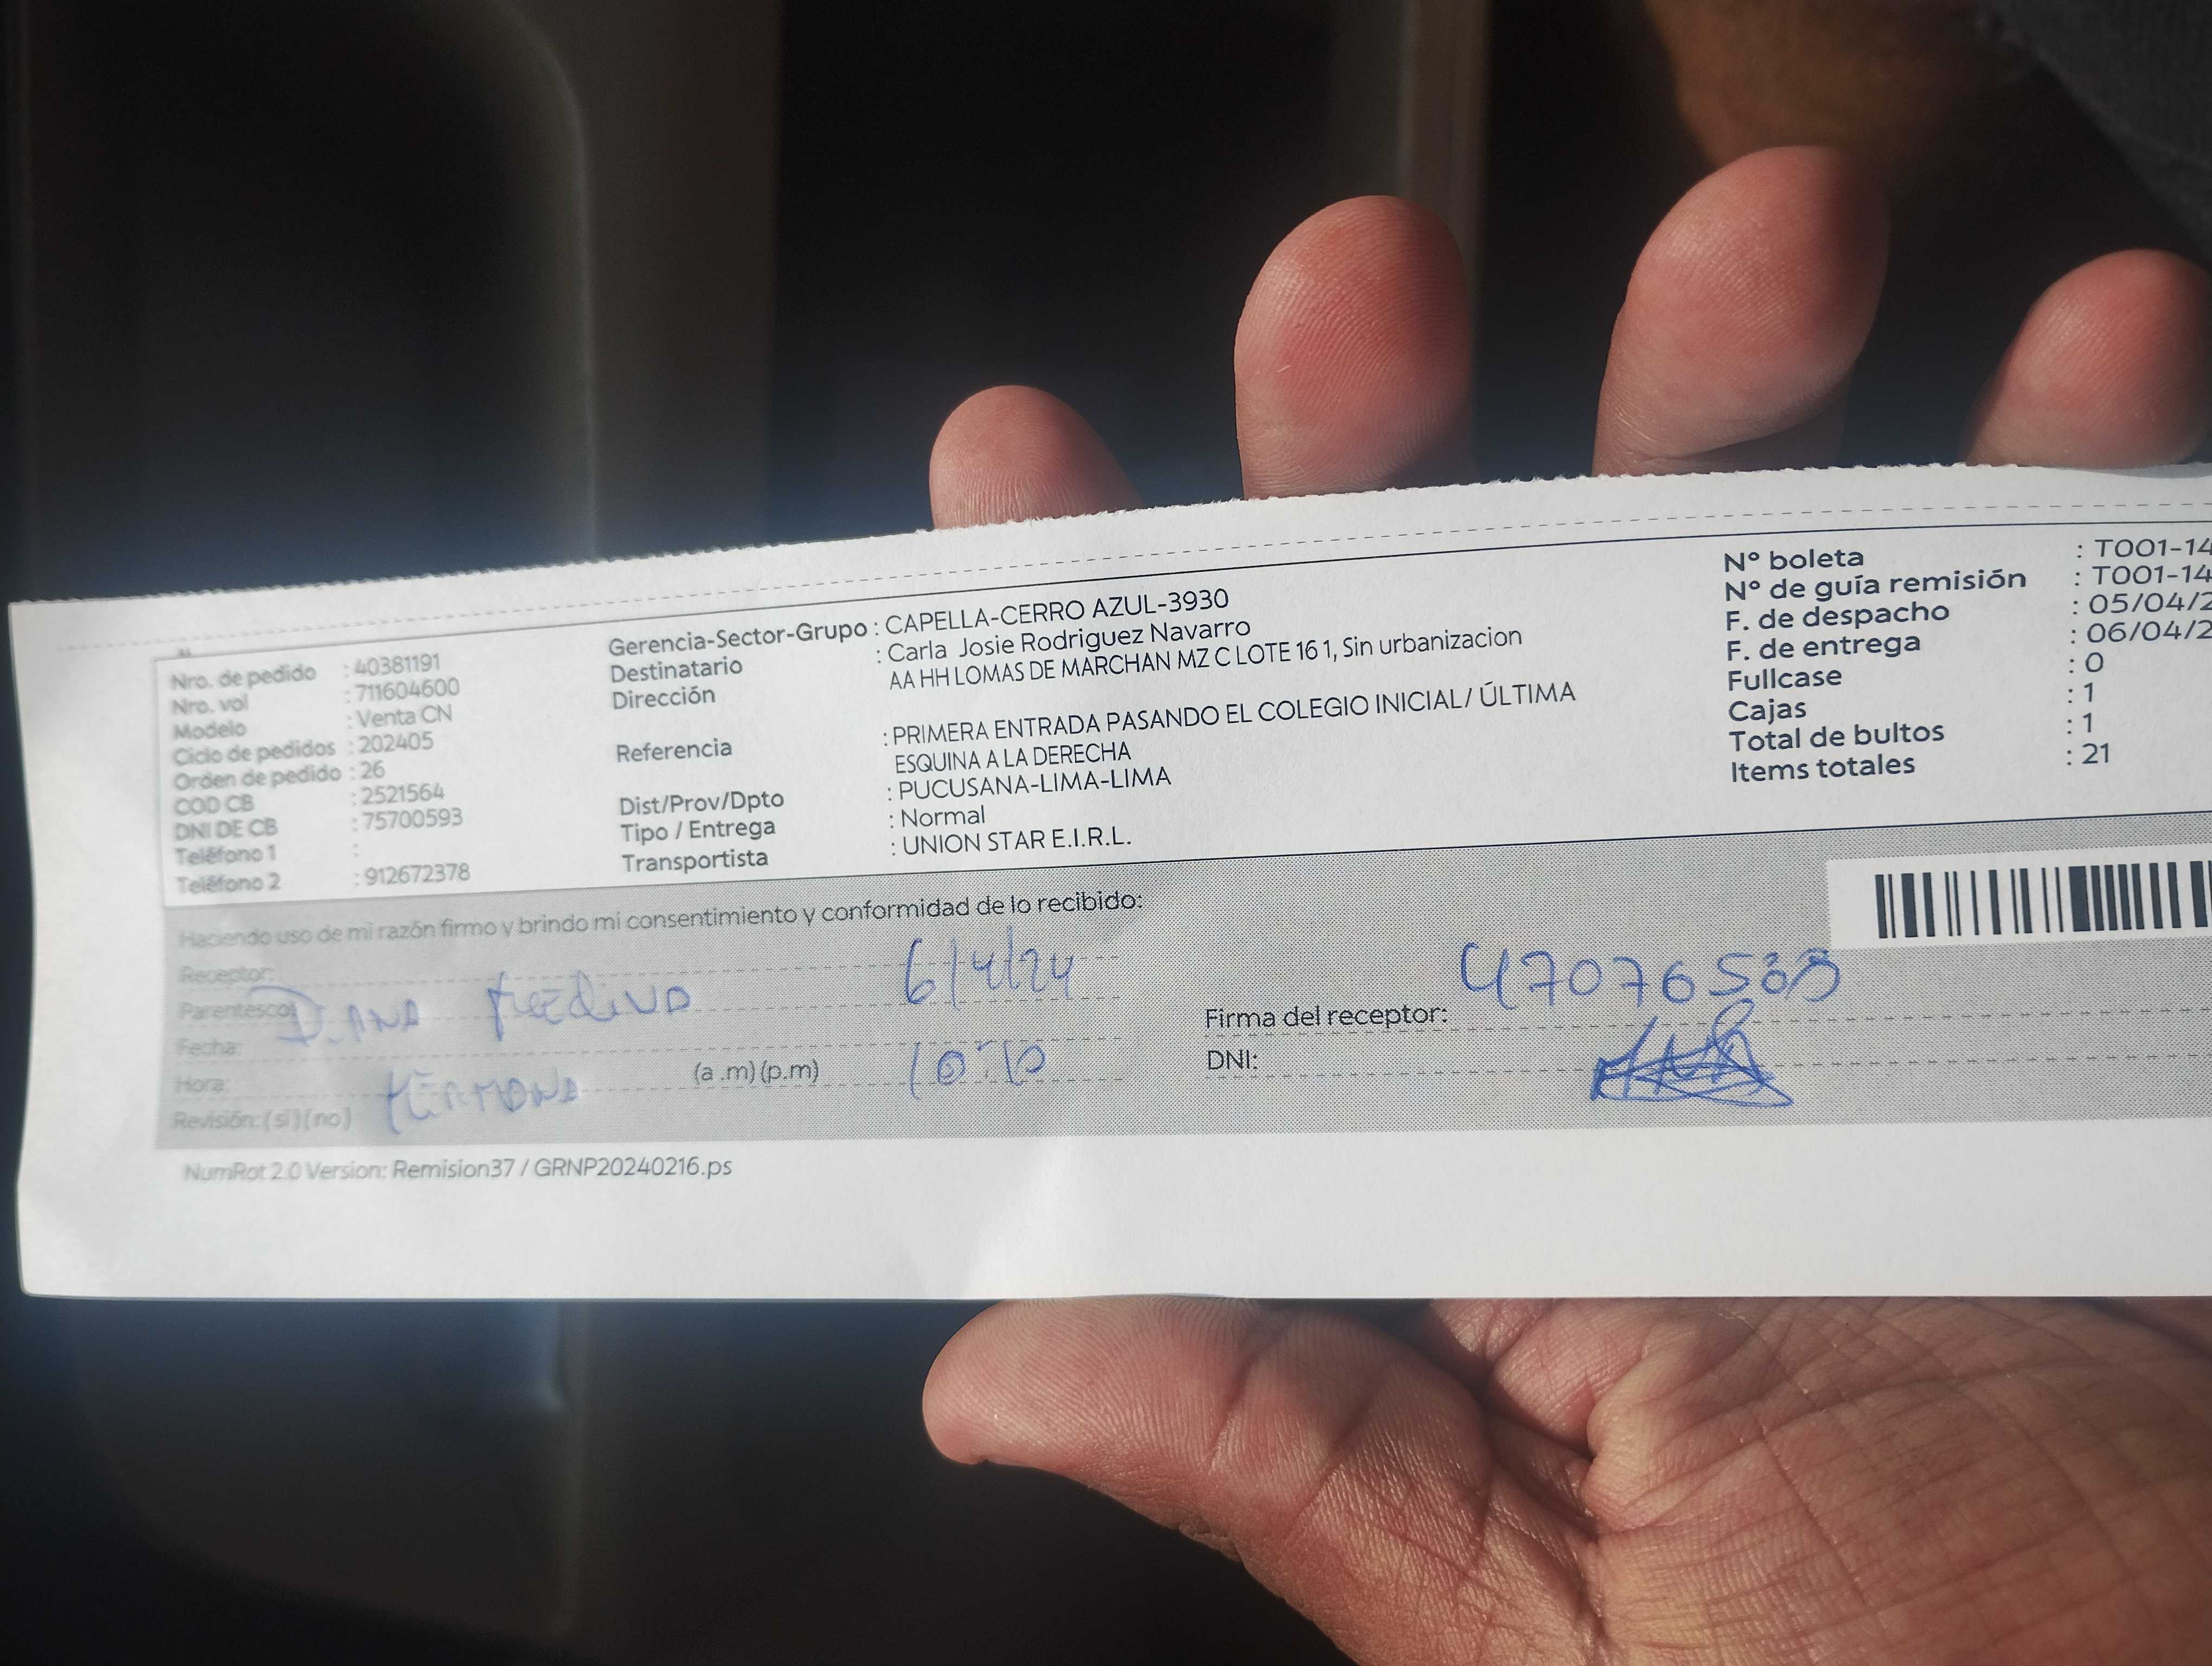 Nro. de pedido : 40381191
Nro. vol : 711604600
Modelo : Venta CN
Ciclo de pedidos : 202405
Orden de pedido : 26
COD CB : 2521564
DNI DE CB : 75700593
Teléfono 1 :
Teléfono 2 : 912672378
Gerencia-Sector-Grupo : CAPELLA-CERRO AZUL-3930
Destinatario : Carla Josie Rodriguez Navarro
Dirección AA HH LOMAS DE MARCHAN MZ C LOTE 16 1, Sin urbanizacion
Referencia : PRIMERA ENTRADA PASANDO EL COLEGIO INICIAL/ ÚLTIMA
ESQUINA A LA DERECHA
Dist/Prov/Dpto : PUCUSANA-LIMA-LIMA
Tipo / Entrega : Normal
Transportista : UNION STAR E.I.R.L.
Nº boleta : T001-14
Nº de guía remisión : T001-14
F. de despacho : 05/04/2
F. de entrega : 06/04/2
Fullcase : 0
Cajas : 1
Total de bultos : 1
Items totales : 21
Haciendo uso de mi razón firmo y brindo mi consentimiento y conformidad de lo recibido:
Receptor:
Parentesco: DIANA 6/4/24
Fecha:
Hora: (a .m) (p.m) 10:10
Revisión: (si) (no)
Firma del receptor:
DNI:
NumRot 2.0 Version: Remision37 / GRNP20240216.ps